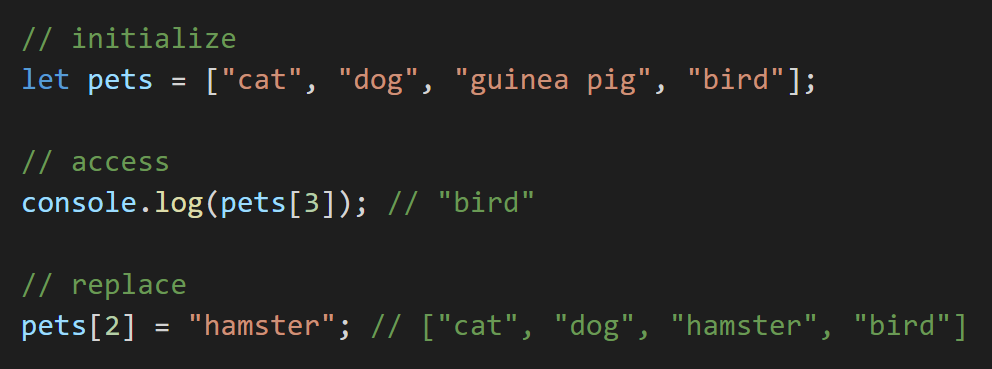 // initialize
let pets = ["cat", "dog", "guinea pig", "bird"];
// access
console.log(pets[3]); // "bird"
// replace
pets[2] = "hamster"; // ["cat", "dog", "hamster", "bird"]